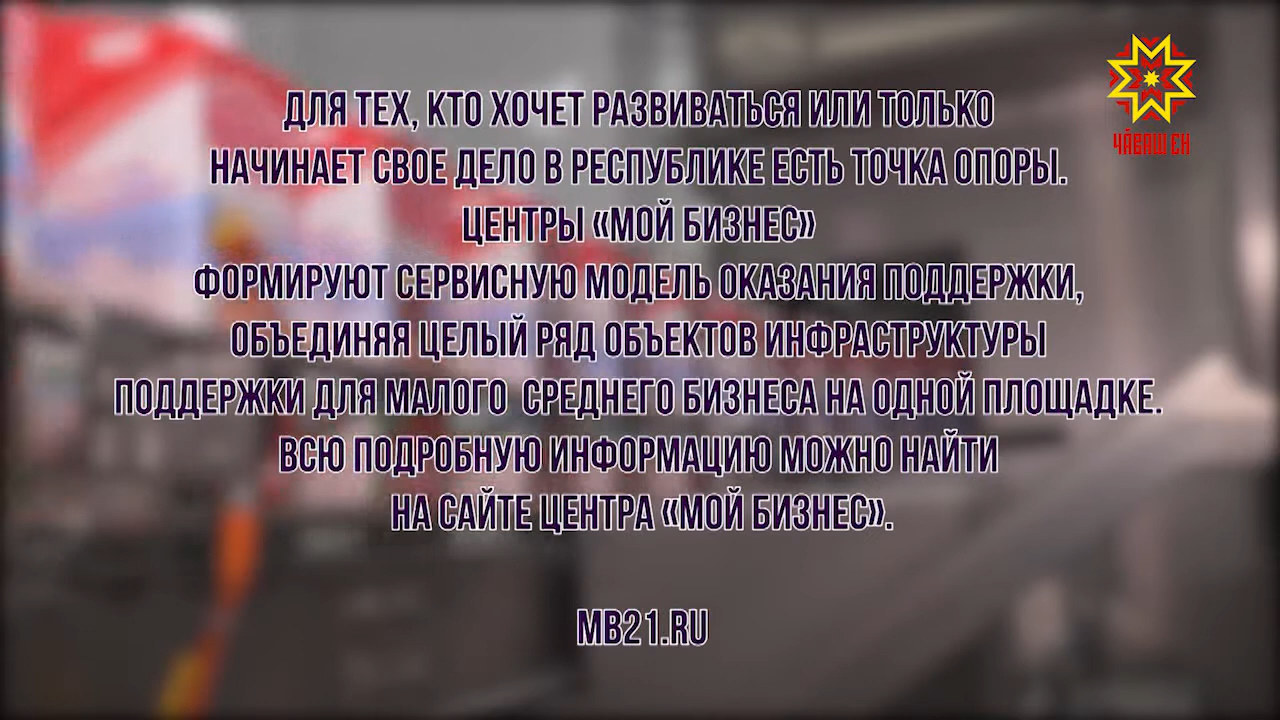 ДЛЯ ТЕХ, КТО ХОЧЕТ РАЗВИВАТЬСЯ ИЛИ ТОЛЬКО
НАЧИНАЕТ СВОЕ ДЕЛО В РЕСПУБЛИКЕ ЕСТЬ ТОЧКА ОПОРЫ.
ЦЕНТРЫ «МОЙ БИЗНЕС»
ФОРМИРУЮТ СЕРВИСНУЮ МОДЕЛЬ ОКАЗАНИЯ ПОДДЕРЖКИ,
ОБЪЕДИНЯЯ ЦЕЛЫЙ РЯД ОБЪЕКТОВ ИНФРАСТРУКТУРЫ
ПОДДЕРЖКИ ДЛЯ МАЛОГО СРЕДНЕГО БИЗНЕСА НА ОДНОЙ ПЛОЩАДКЕ.
ВСЮ ПОДРОБНУЮ ИНФОРМАЦИЮ МОЖНО НАЙТИ
НА САЙТЕ ЦЕНТРА «МОЙ БИЗНЕС».
MB21.RU
ЧӐВАШ ЕН